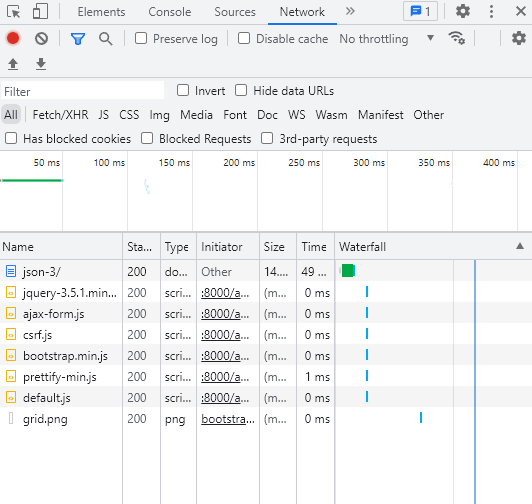 Elements Console Sources Network » 1
Preserve log Disable cache No throttling
Filter Invert Hide data URLs
All Fetch/XHR JS CSS Img Media Font Doc WS Wasm Manifest Other
Has blocked cookies Blocked Requests 3rd-party requests
50 ms 100 ms 150 ms 200 ms 250 ms 300 ms 350 ms 400 ms
Name Sta... Type Initiator Size Time Waterfall
json-3/ 200 do... Other 14.... 49 ...
jquery-3.5.1.min... 200 scri... :8000/a... (m... 0 ms
ajax-form.js 200 scri... :8000/a... (m... 0 ms
csrf.js 200 scri... :8000/a... (m... 0 ms
bootstrap.min.js 200 scri... :8000/a... (m... 0 ms
prettify-min.js 200 scri... :8000/a... (m... 1 ms
default.js 200 scri... :8000/a... (m... 0 ms
grid.png 200 png bootstra... (m... 0 ms